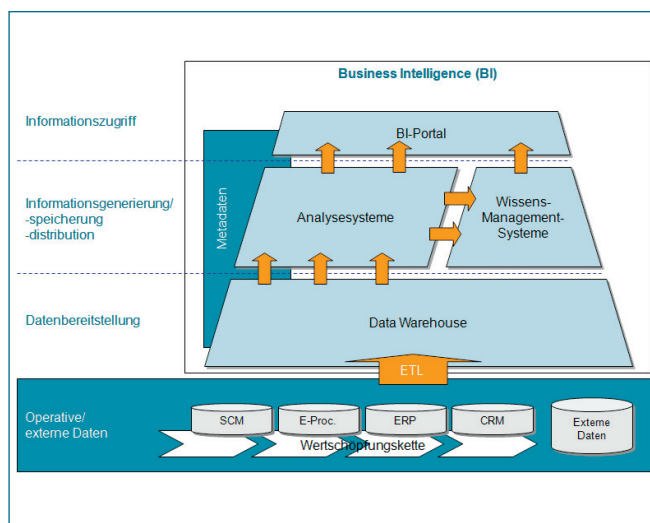 Business Intelligence (BI)
Informationszugriff
BI-Portal
Informationsgenerierung/
-speicherung
-distribution
Metadaten
Analysesysteme
Wissens-
Management-
Systeme
Datenbereitstellung
Data Warehouse
ETL
Operative/
externe Daten
SCM
E-Proc.
ERP
CRM
Externe
Daten
Wertschöpfungskette